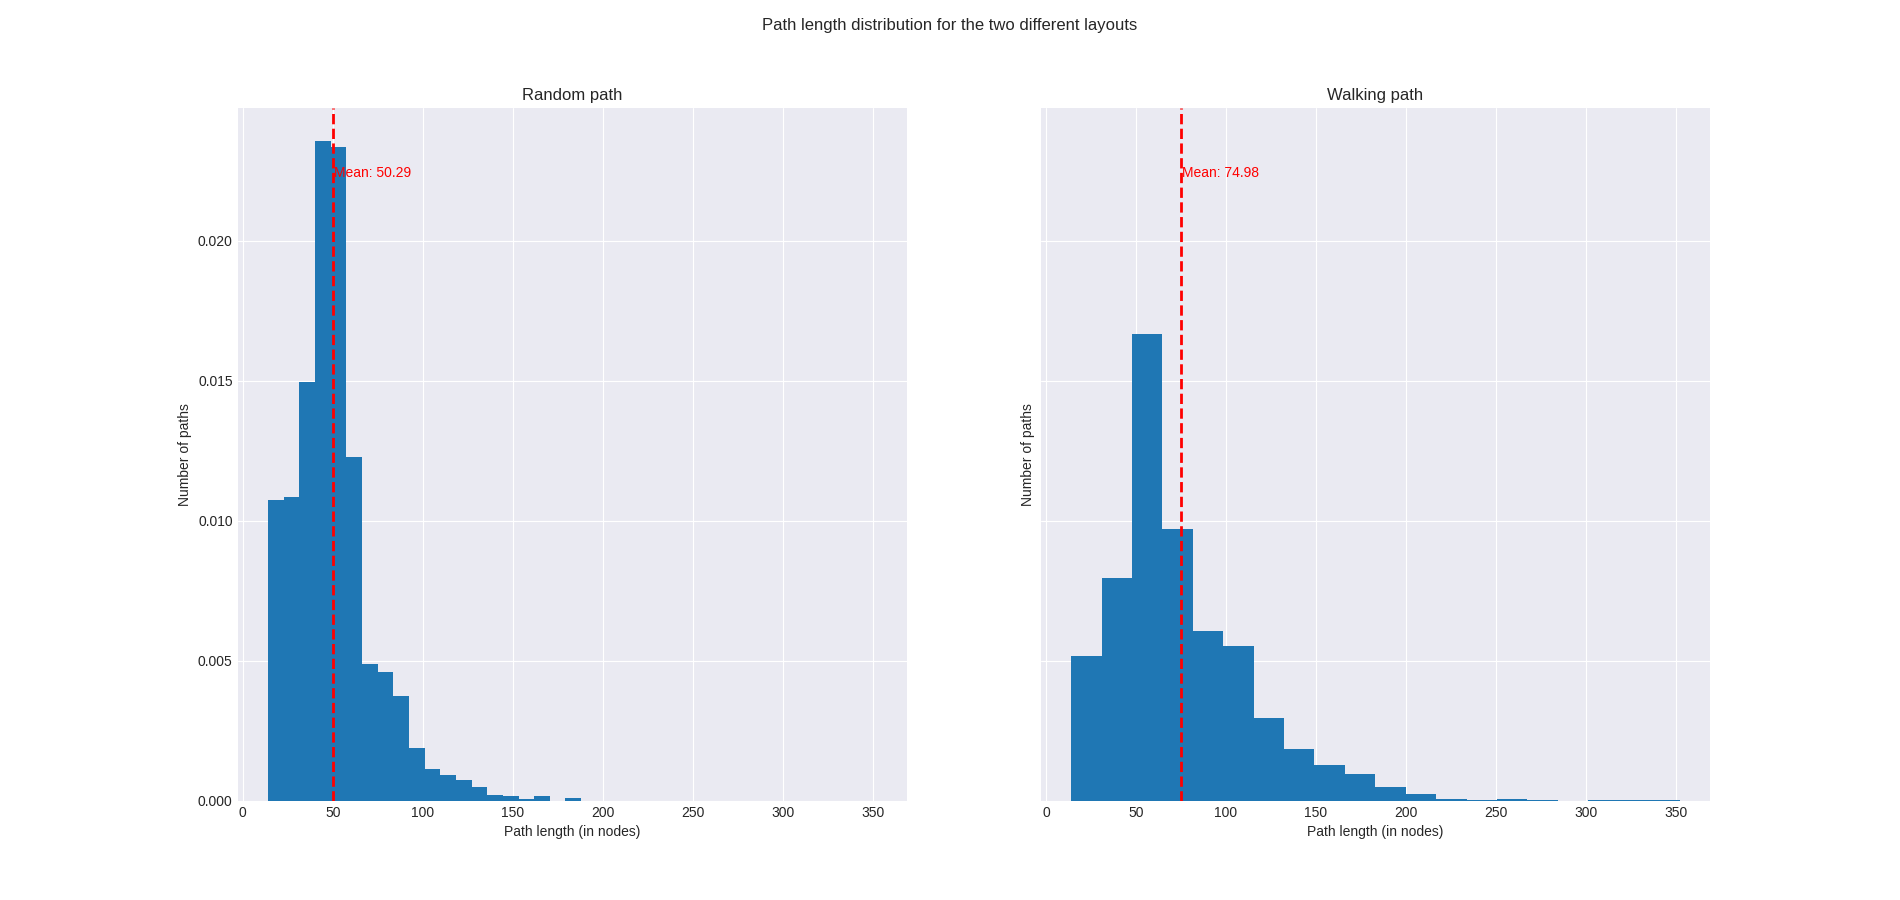 Path length distribution for the two different layouts
Random path
Mean: 50.29
0.020
0.015
0.010
0.005
0.000
Number of paths
0 50 100 150 200 250 300 350
Path length (in nodes)
Walking path
Mean: 74.98
Number of paths
0 50 100 150 200 250 300 350
Path length (in nodes)